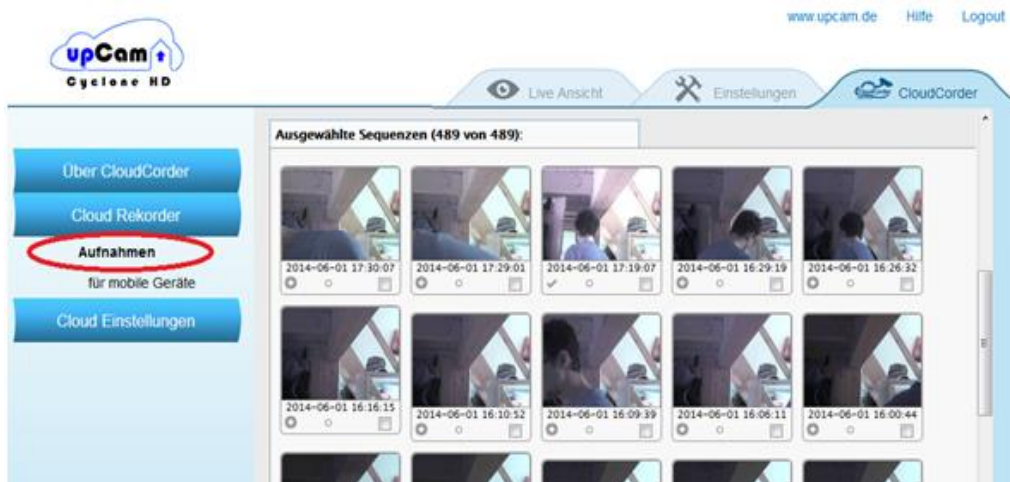 www.upcam.de Hilfe Logout
upCam
Cyclone HD
Live Ansicht Einstellungen CloudCorder
Ausgewählte Sequenzen (489 von 489):
Über CloudCorder
Cloud Rekorder
Aufnahmen
für mobile Geräte
Cloud Einstellungen
2014-06-01 17:30:07 2014-06-01 17:29:01 2014-06-01 17:19:07 2014-06-01 16:29:19 2014-06-01 16:26:32
2014-06-01 16:16:15 2014-06-01 16:10:52 2014-06-01 16:09:39 2014-06-01 16:06:11 2014-06-01 16:00:44